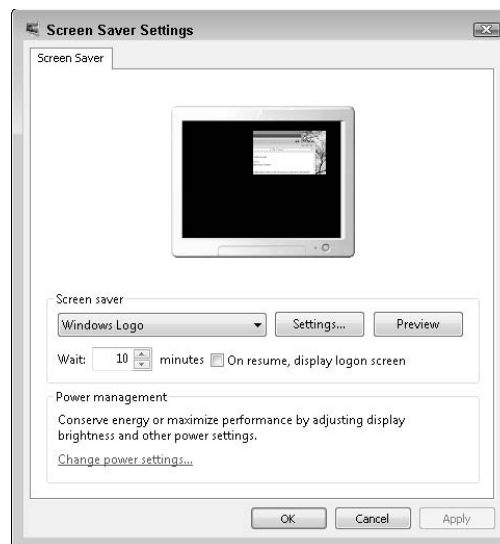 Screen Saver Settings
Screen Saver
Screen saver
Windows Logo
Settings...
Preview
Wait: 10 minutes On resume, display logon screen
Power management
Conserve energy or maximize performance by adjusting display
brightness and other power settings.
Change power settings...
OK Cancel Apply